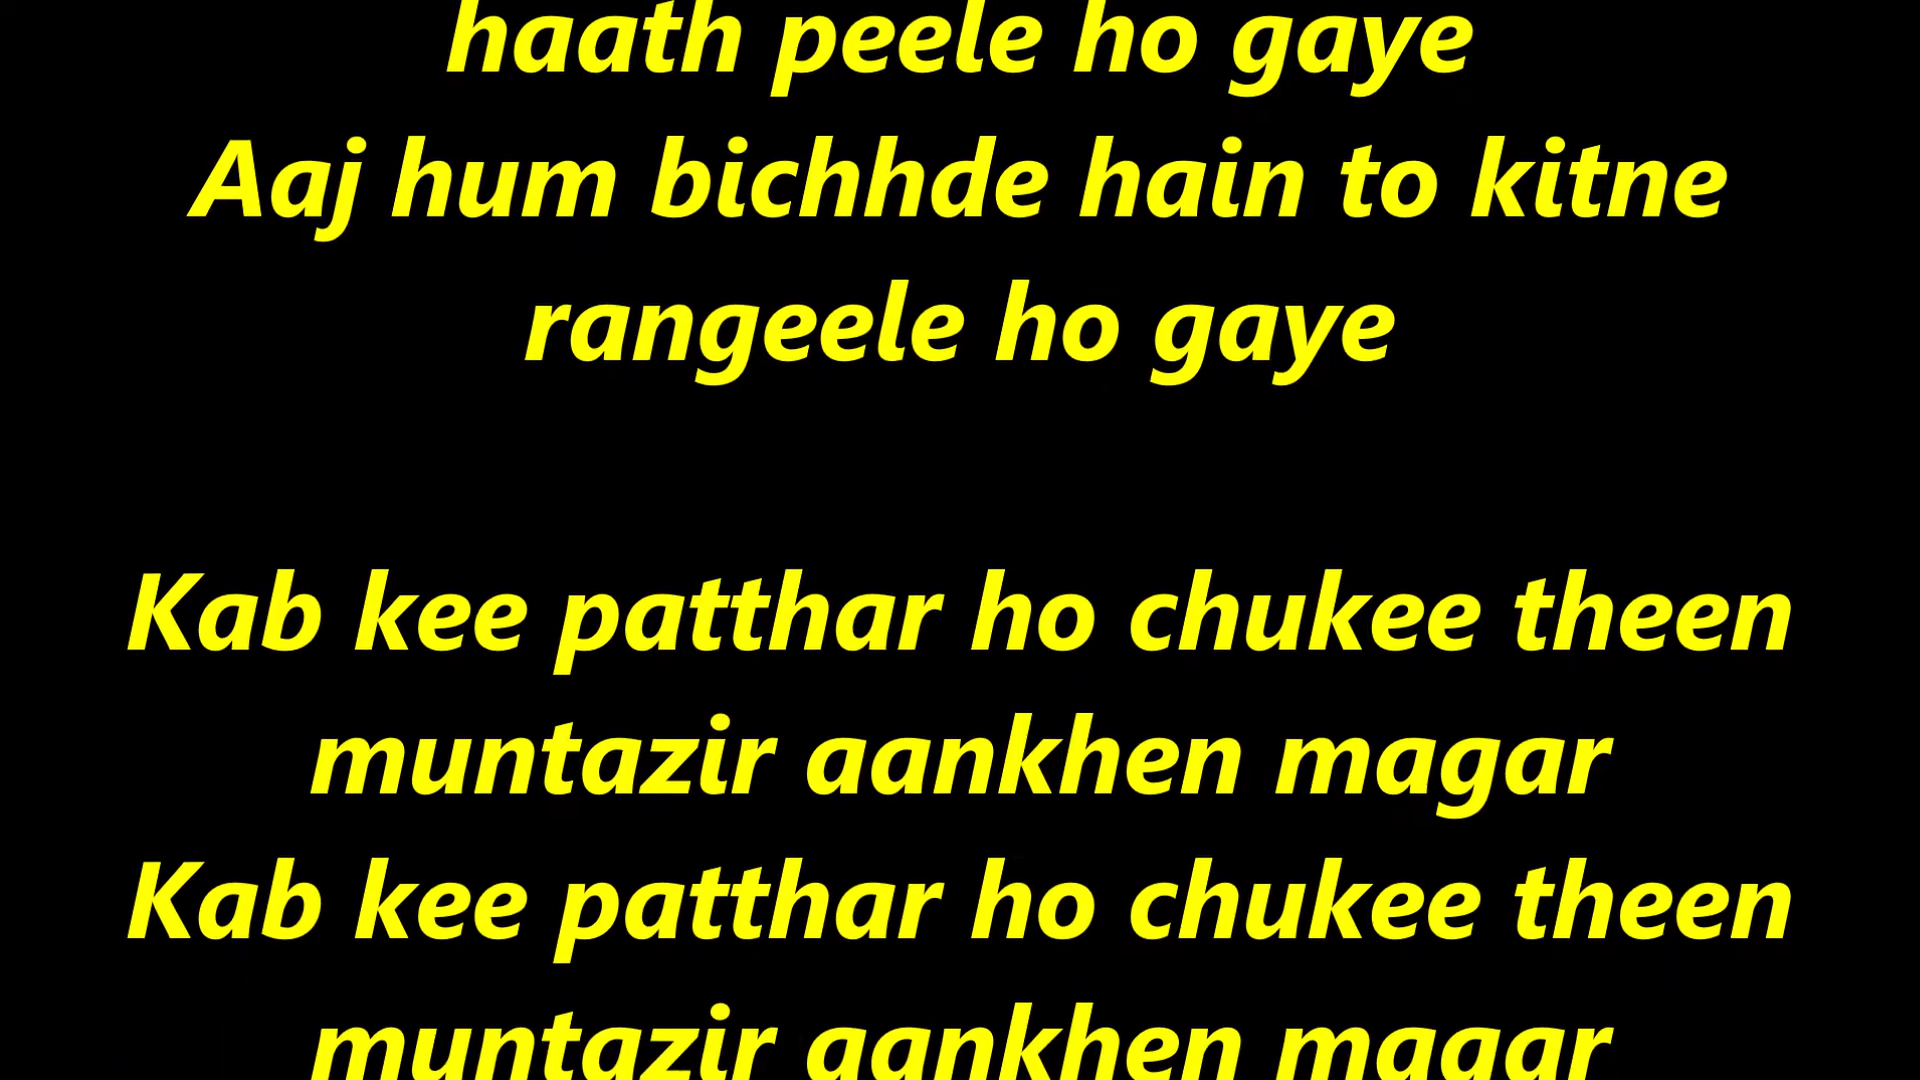 haath peele ho gaye
Aaj hum bichhde hain to kitne
rangeele ho gaye
Kab kee patthar ho chukee theen
muntazir aankhen magar
Kab kee patthar ho chukee theen
muntazir aankhen magar